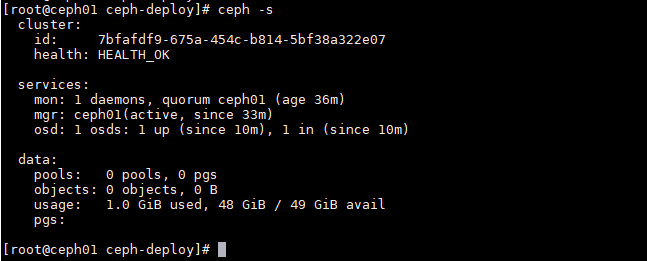 [root@ceph01 ceph-deploy]# ceph -s
  cluster:
    id:     7bfafdf9-675a-454c-b814-5bf38a322e07
    health: HEALTH_OK

  services:
    mon: 1 daemons, quorum ceph01 (age 36m)
    mgr: ceph01(active, since 33m)
    osd: 1 osds: 1 up (since 10m), 1 in (since 10m)

  data:
    pools:   0 pools, 0 pgs
    objects: 0 objects, 0 B
    usage:   1.0 GiB used, 48 GiB / 49 GiB avail
    pgs:

[root@ceph01 ceph-deploy]#